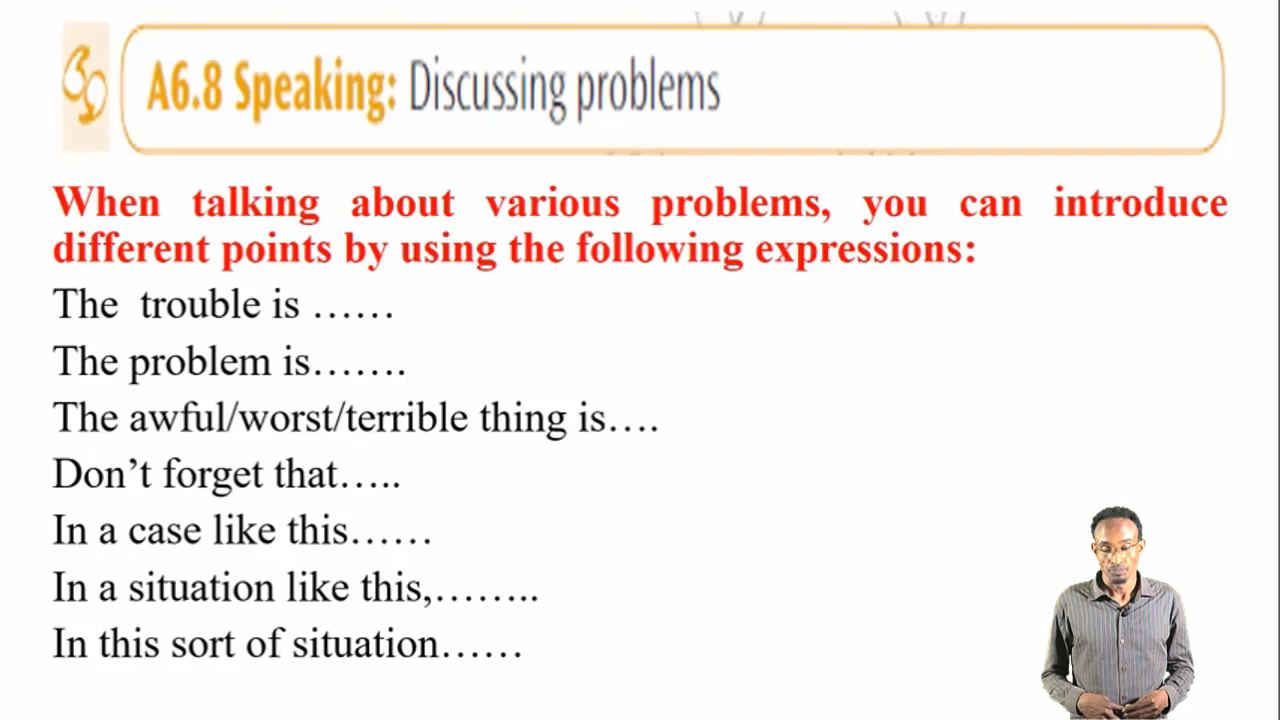 A6.8 Speaking: Discussing problems
When talking about various problems, you can introduce
different points by using the following expressions:
The trouble is ……
The problem is…….
The awful/worst/terrible thing is….
Don’t forget that…..
In a case like this……
In a situation like this,……..
In this sort of situation……